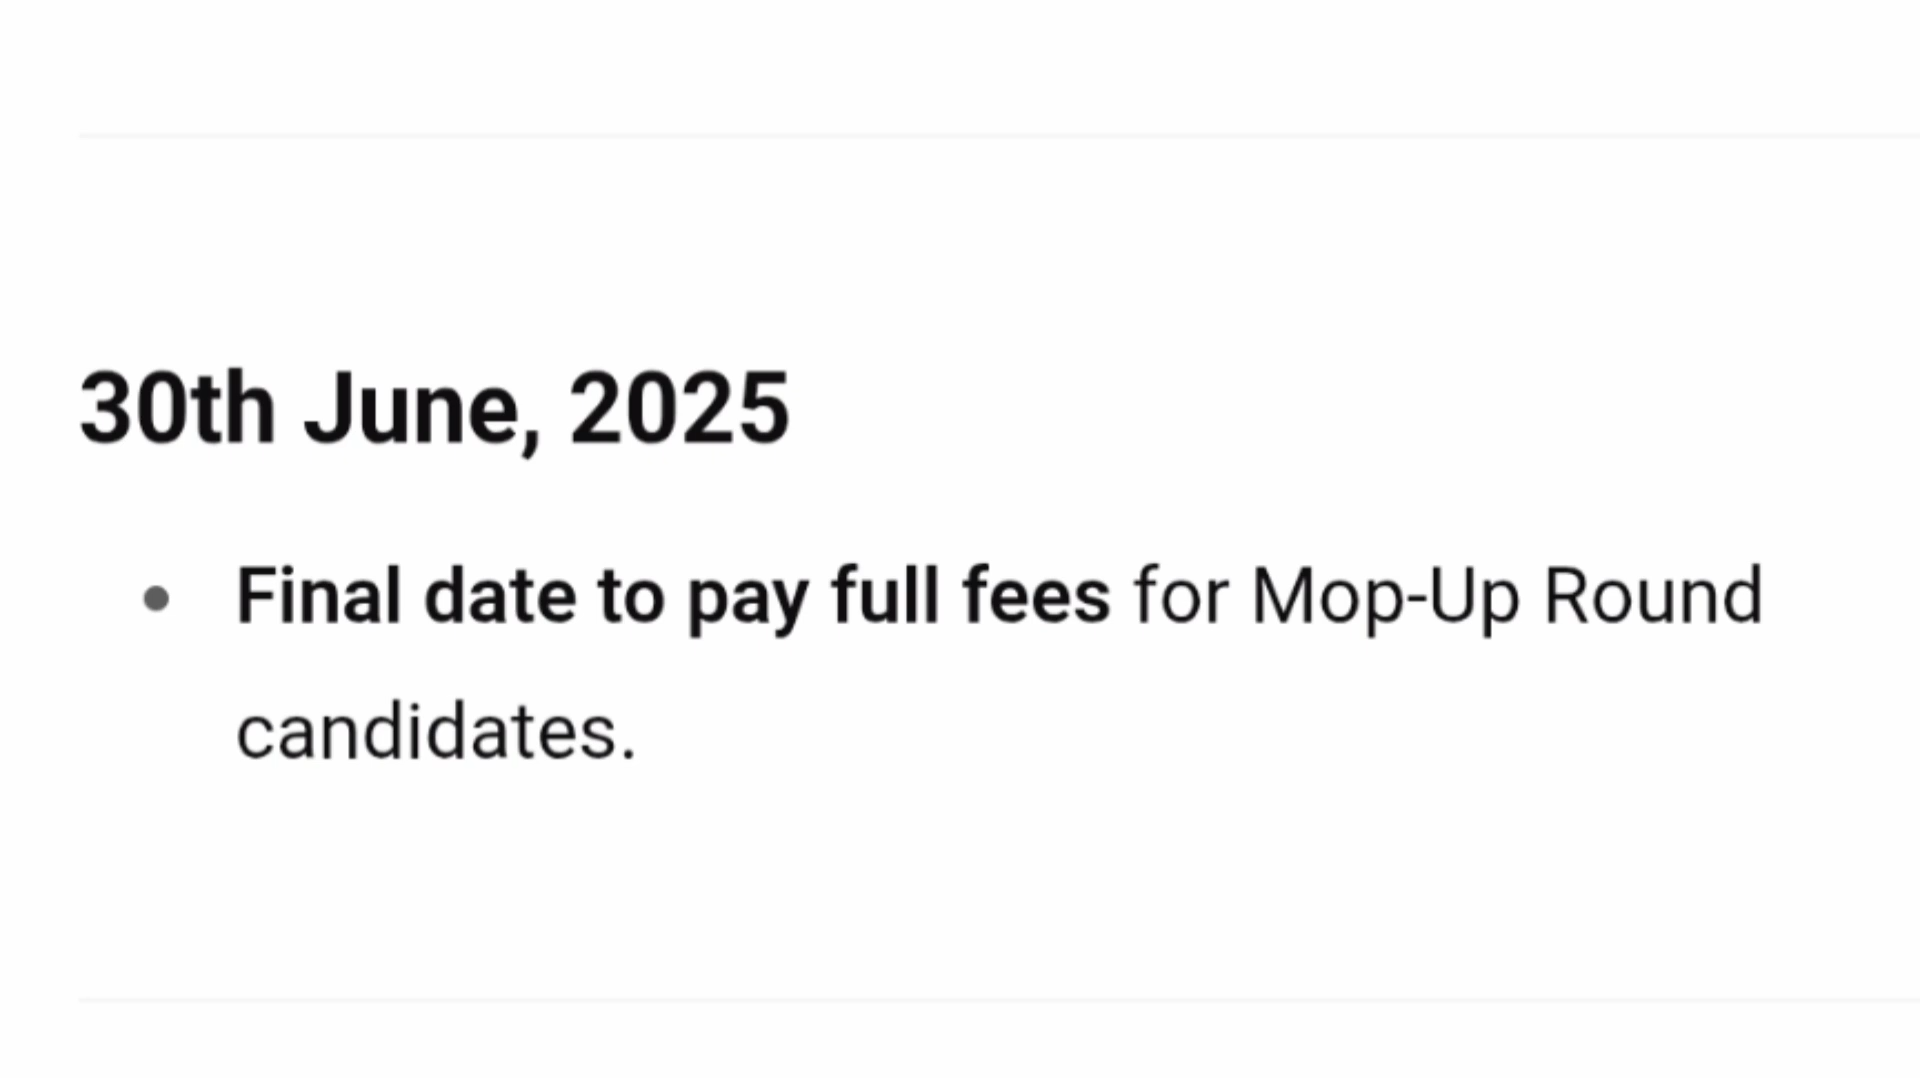 30th June, 2025
• Final date to pay full fees for Mop-Up Round
candidates.